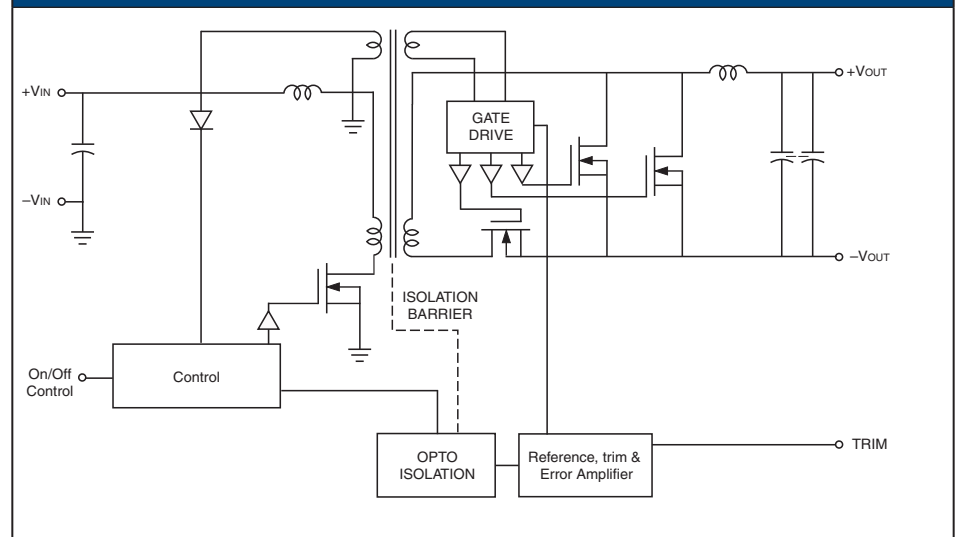 +VIN
−VIN
GATE
DRIVE
+VOUT
−VOUT
ISOLATION
BARRIER
On/Off
Control
Control
OPTO
ISOLATION
Reference, trim &
Error Amplifier
TRIM